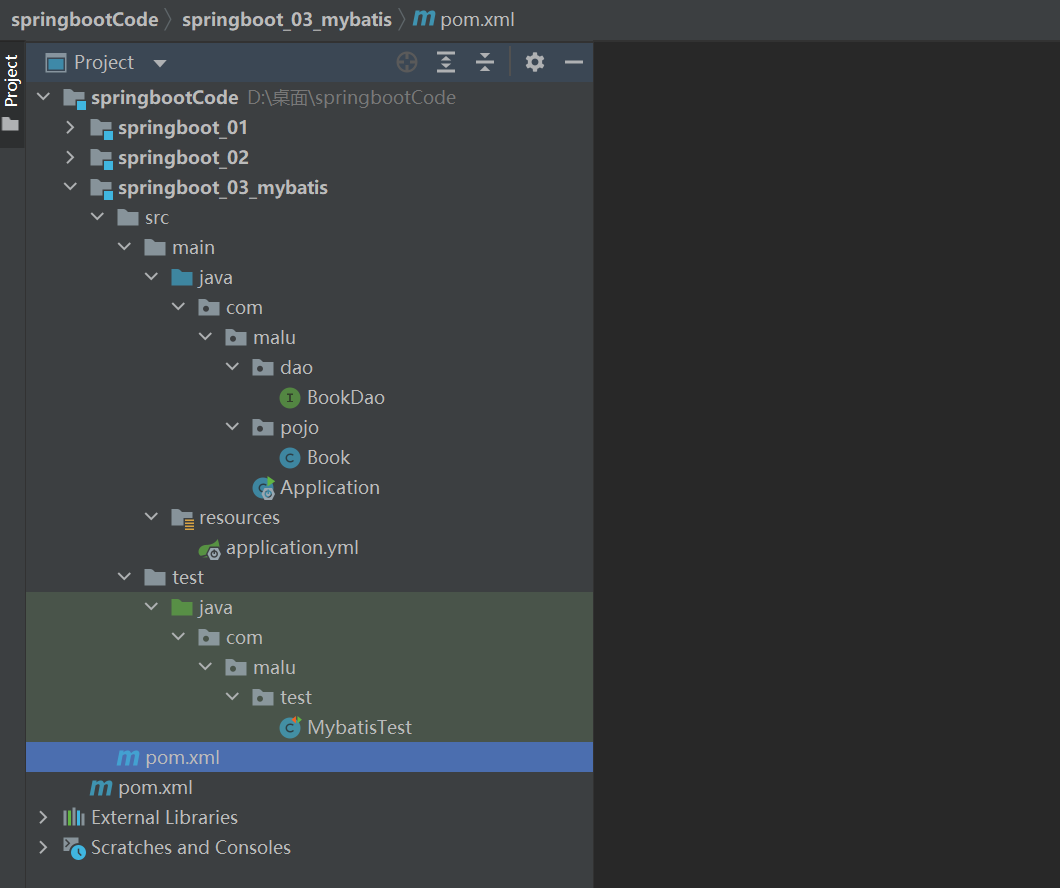 springbootCode springboot_03_mybatis pom.xml
Project
Project
springbootCode D:\桌面\springbootCode
springboot_01
springboot_02
springboot_03_mybatis
src
main
java
com
malu
dao
BookDao
pojo
Book
Application
resources
application.yml
test
java
com
malu
test
MybatisTest
pom.xml
pom.xml
External Libraries
Scratches and Consoles